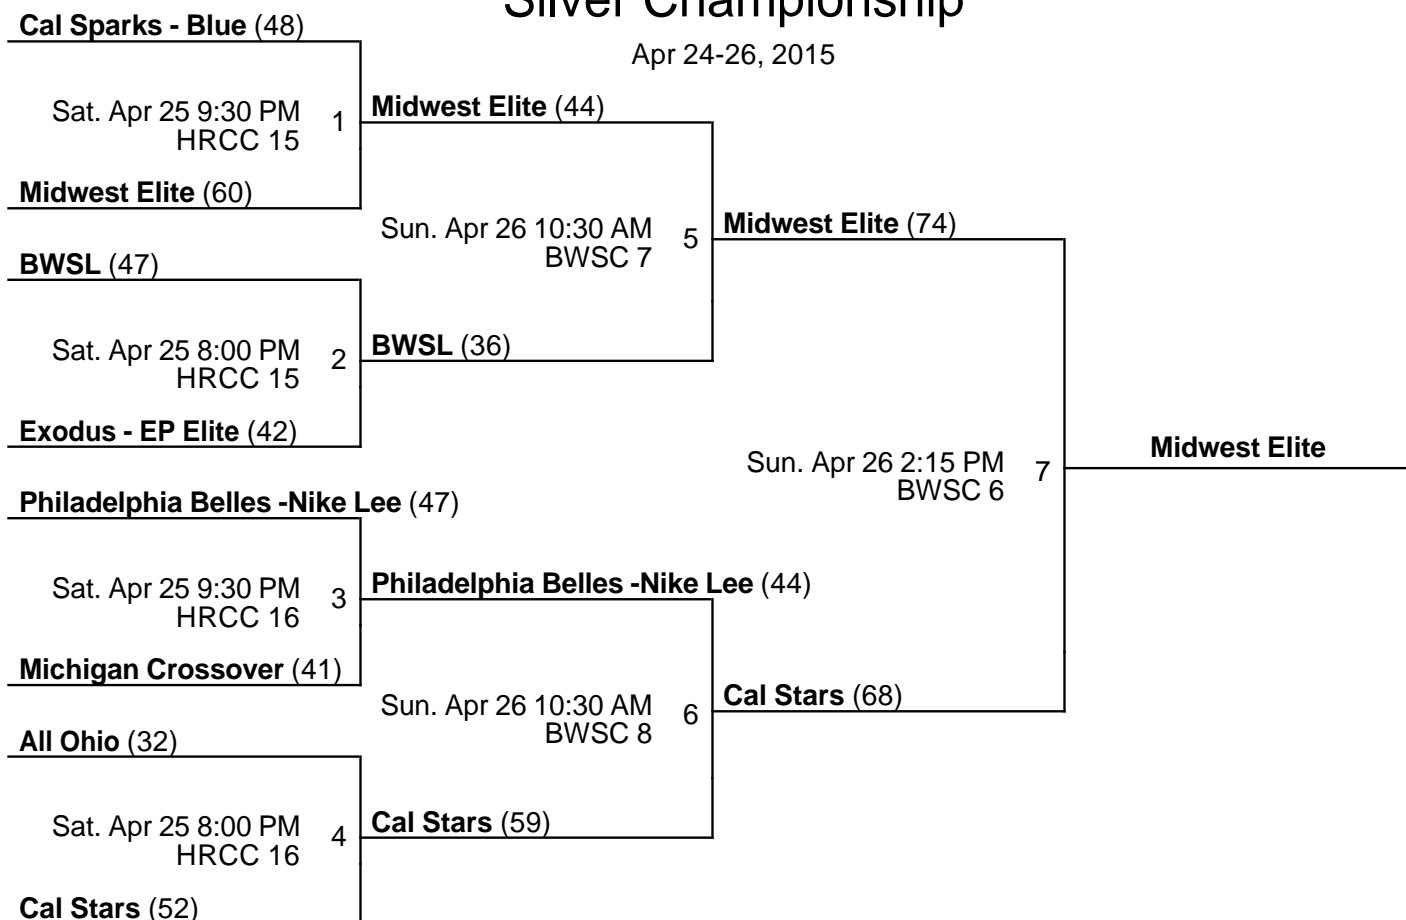 Silver Championship
Apr 24-26, 2015
Cal Sparks - Blue (48)
Sat. Apr 25 9:30 PM
HRCC 15
1
Midwest Elite (60)
Midwest Elite (44)
BWSL (47)
Sat. Apr 25 8:00 PM
HRCC 15
2
Exodus - EP Elite (42)
Sun. Apr 26 10:30 AM
BWSC 7
5
BWSL (36)
Midwest Elite (74)
Philadelphia Belles -Nike Lee (47)
Sat. Apr 25 9:30 PM
HRCC 16
3
Michigan Crossover (41)
Philadelphia Belles -Nike Lee (44)
All Ohio (32)
Sat. Apr 25 8:00 PM
HRCC 16
4
Cal Stars (52)
Sun. Apr 26 10:30 AM
BWSC 8
6
Cal Stars (59)
Cal Stars (68)
Sun. Apr 26 2:15 PM
BWSC 6
7
Midwest Elite